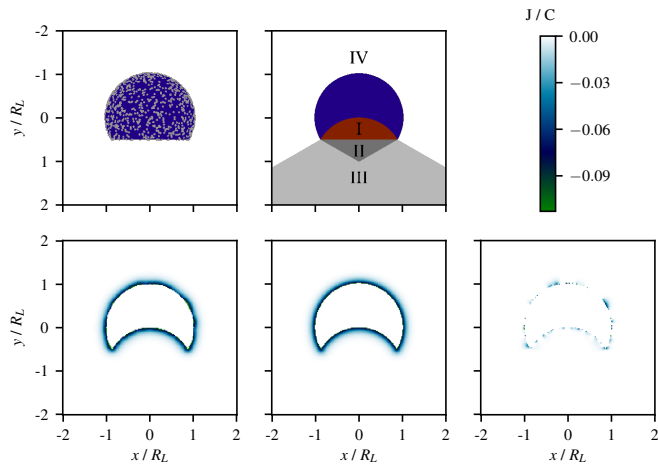 J / C
-2
-1
0
1
2
y / R_L
IV
I
II
III
0.00
−0.03
−0.06
−0.09
2
1
0
-1
-2
y / R_L
-2 -1 0 1 2
-2 -1 0 1 2
-2 -1 0 1 2
x / R_L
x / R_L
x / R_L